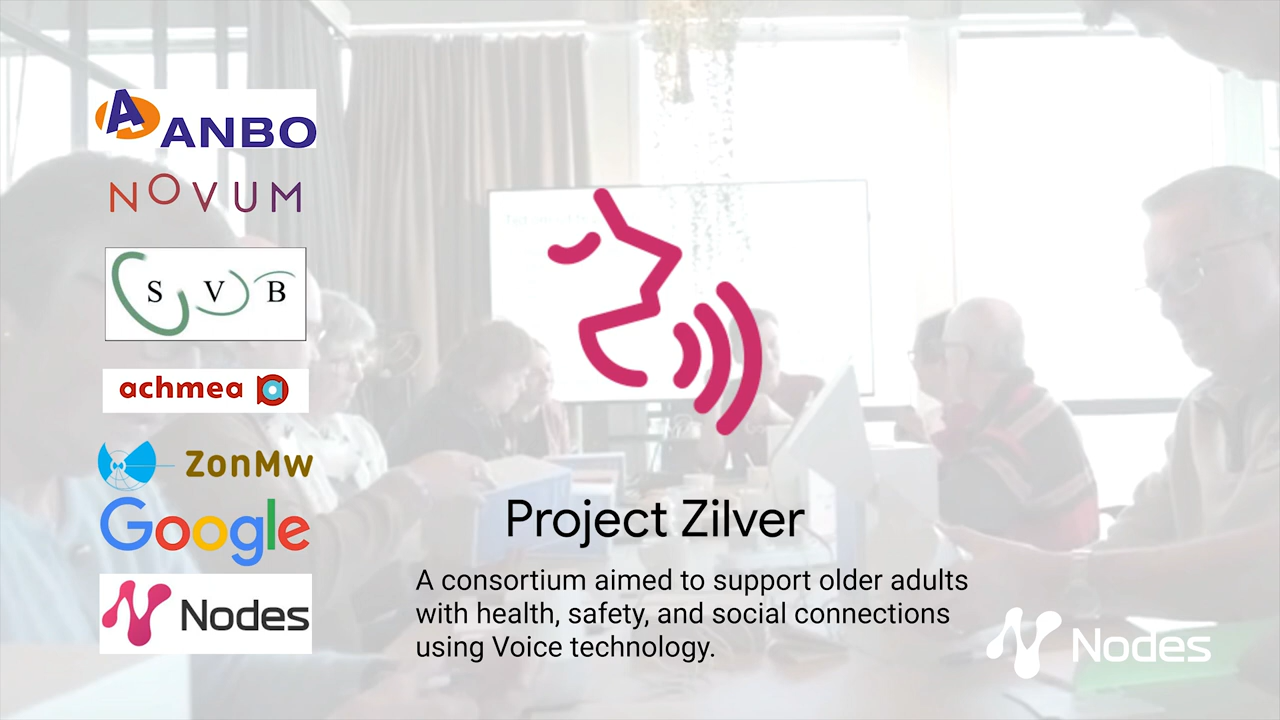 ANBO
NOVUM
SVB
achmea
ZonMw
Google
Nodes
Project Zilver
A consortium aimed to support older adults
with health, safety, and social connections
using Voice technology.
Nodes